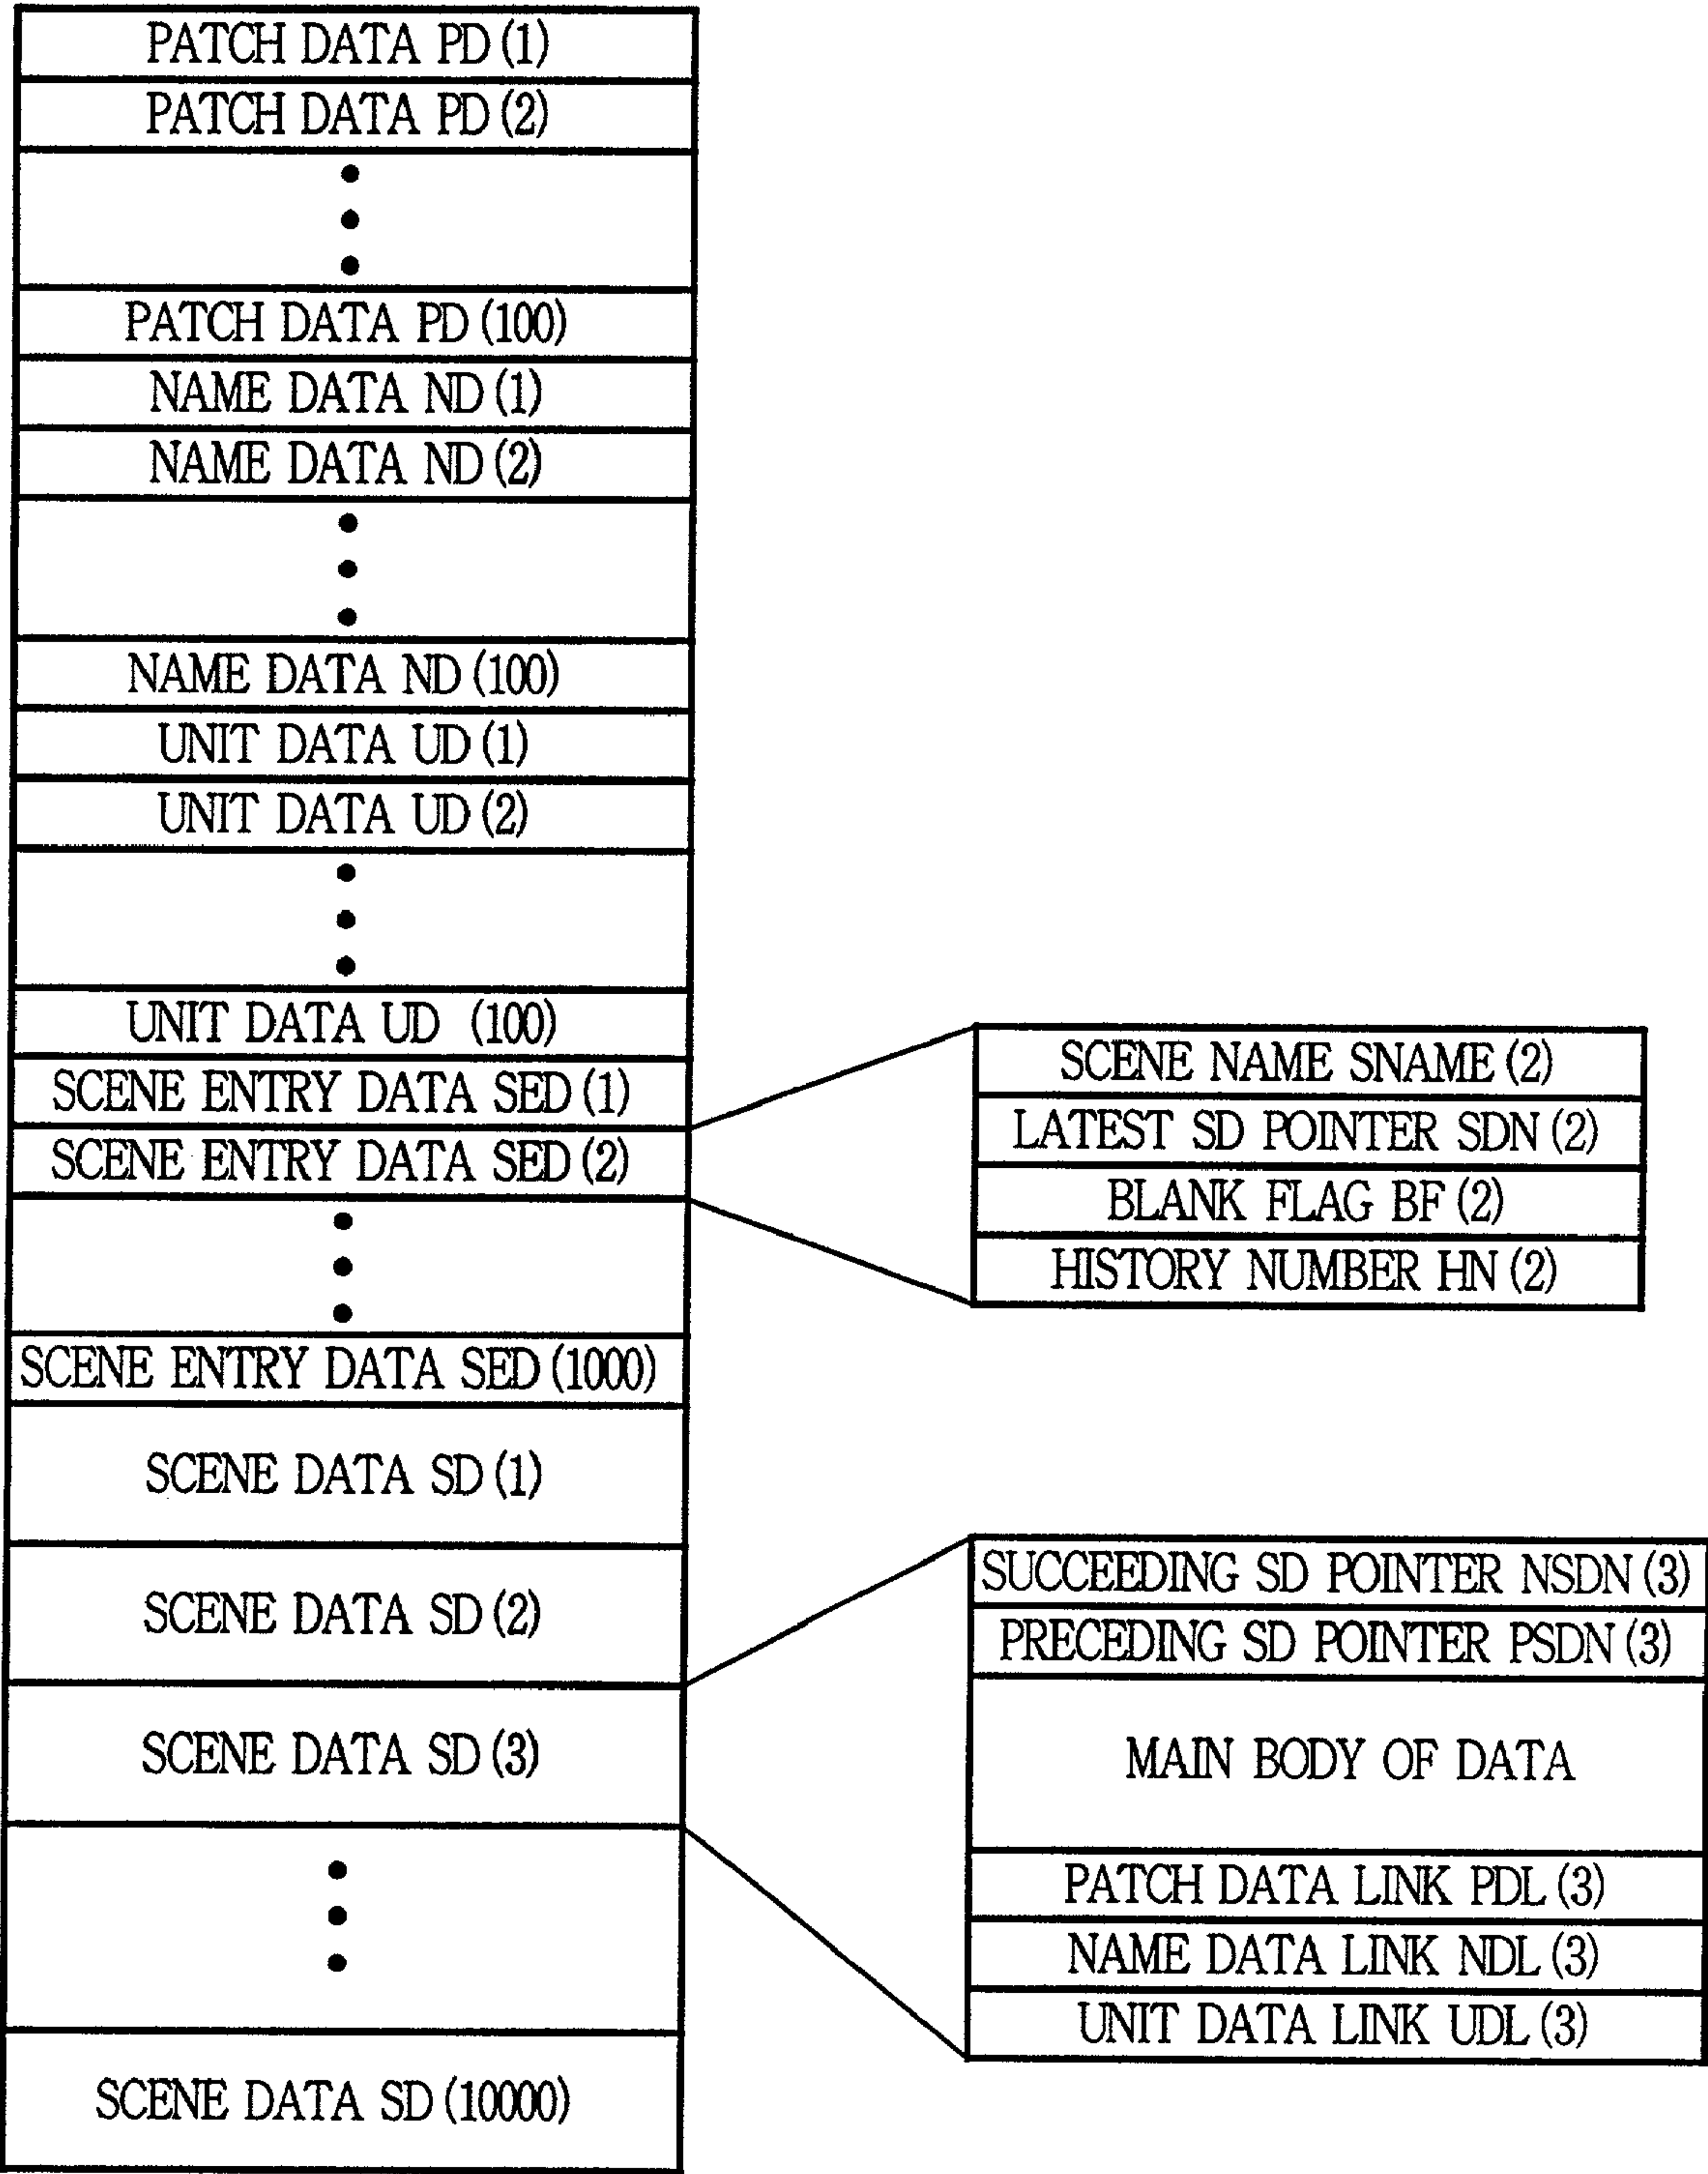 PATCH DATA PD (1)
PATCH DATA PD (2)
PATCH DATA PD (100)
NAME DATA ND (1)
NAME DATA ND (2)
NAME DATA ND (100)
UNIT DATA UD (1)
UNIT DATA UD (2)
UNIT DATA UD (100)
SCENE ENTRY DATA SED (1)
SCENE ENTRY DATA SED (2)
SCENE ENTRY DATA SED (1000)
SCENE DATA SD (1)
SCENE DATA SD (2)
SCENE DATA SD (3)
SCENE DATA SD (10000)
SCENE NAME SNAME (2)
LATEST SD POINTER SDN (2)
BLANK FLAG BF (2)
HISTORY NUMBER HN (2)
SUCCEEDING SD POINTER NSDN (3)
PRECEDING SD POINTER PSDN (3)
MAIN BODY OF DATA
PATCH DATA LINK PDL (3)
NAME DATA LINK NDL (3)
UNIT DATA LINK UDL (3)